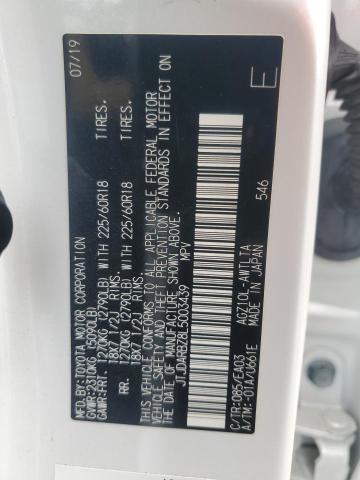 07/19
MFD.BY:TOYOTA MOTOR CORPORATION
GVWR:2310KG(5090LB)
GAWR:FRT. 1270KG(2790LB) WITH 225/60R18 TIRES,
18X7 1/2J RIMS.
RR. 1270KG(2790LB) WITH 225/60R18 TIRES,
18X7 1/2J RIMS.
THIS VEHICLE CONFORMS TO ALL APPLICABLE FEDERAL MOTOR
VEHICLE SAFETY AND THEFT PREVENTION STANDARDS IN EFFECT ON
THE DATE OF MANUFACTURE SHOWN ABOVE.
JTJDARBZ8L5003439 MPV
E
C/TR:085/EA03 AGZ10L-AWTLTA 546
A/TM:-01A/U661E MADE IN JAPAN